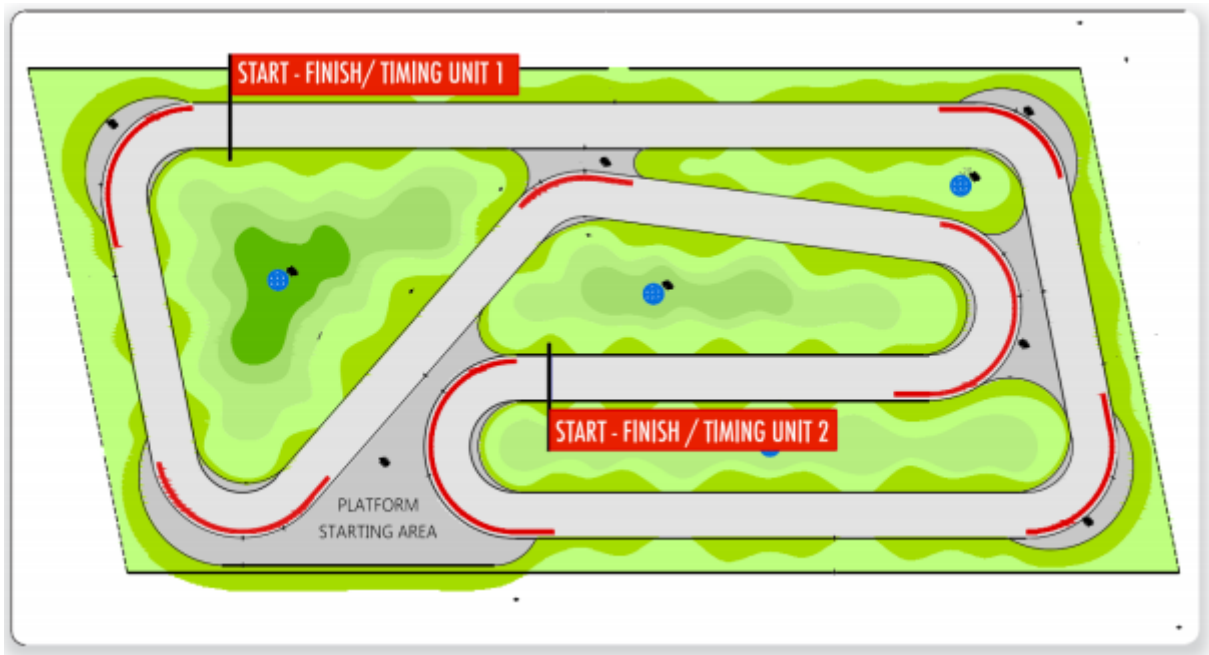 START - FINISH/ TIMING UNIT 1
START - FINISH / TIMING UNIT 2
PLATFORM
STARTING AREA